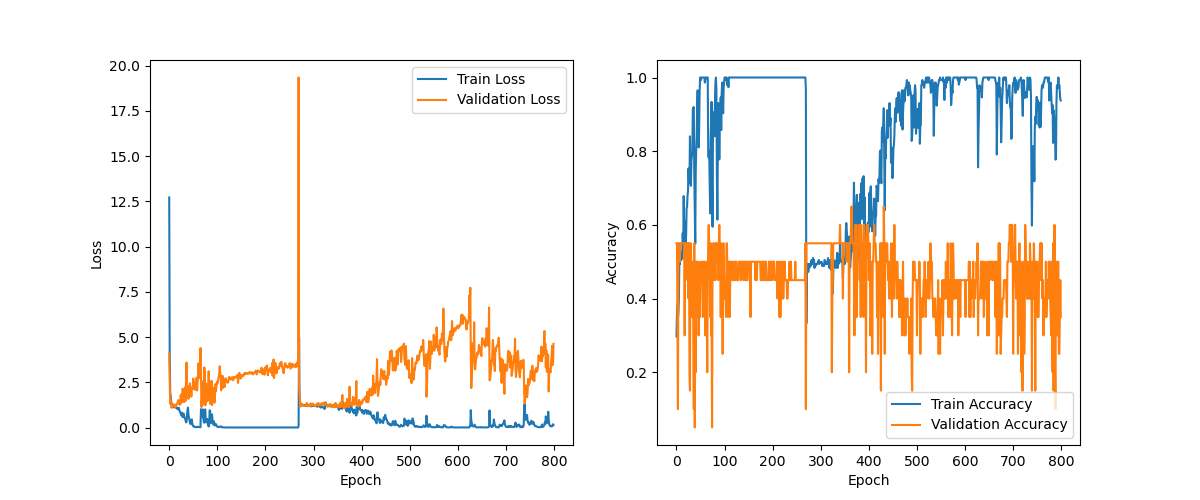 20.0
17.5
15.0
12.5
10.0
7.5
5.0
2.5
0.0
Loss
0 100 200 300 400 500 600 700 800
Epoch
Train Loss
Validation Loss
1.0
0.8
0.6
0.4
0.2
Accuracy
0 100 200 300 400 500 600 700 800
Epoch
Train Accuracy
Validation Accuracy